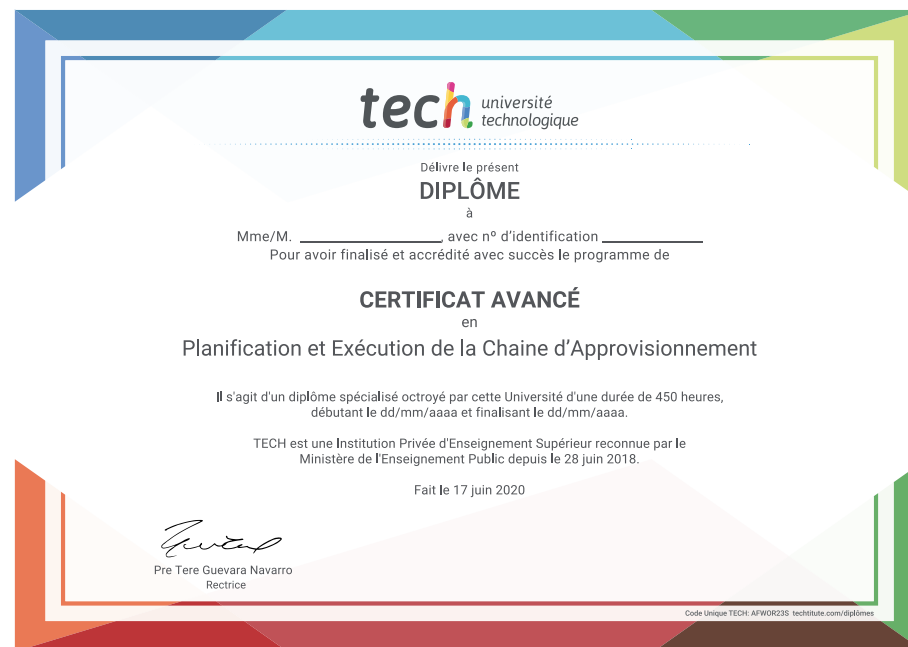 tech université
technologique
Délivre le présent
DIPLÔME
à
Mme/M. ____________________, avec nº d'identification ______________
Pour avoir finalisé et accrédité avec succès le programme de
CERTIFICAT AVANCÉ
en
Planification et Exécution de la Chaine d'Approvisionnement
Il s'agit d'un diplôme spécialisé octroyé par cette Université d'une durée de 450 heures,
débutant le dd/mm/aaaa et finalisant le dd/mm/aaaa.
TECH est une Institution Privée d'Enseignement Supérieur reconnue par le
Ministère de l'Enseignement Public depuis le 28 juin 2018.
Fait le 17 juin 2020
Pre Tere Guevara Navarro
Rectrice
Code Unique TECH: AFWOR23S techtitute.com/diplômes